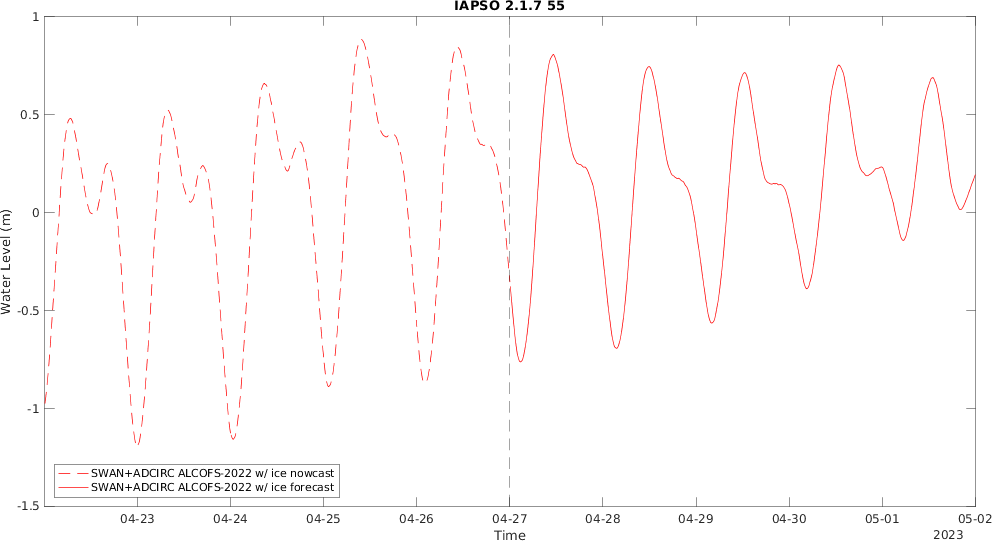 IAPSO 2.1.7 55
Water Level (m)
1
0.5
0
-0.5
-1
-1.5
SWAN+ADCIRC ALCOFS-2022 w/ ice nowcast
SWAN+ADCIRC ALCOFS-2022 w/ ice forecast
04-23 04-24 04-25 04-26 04-27 04-28 04-29 04-30 05-01 05-02
Time
2023